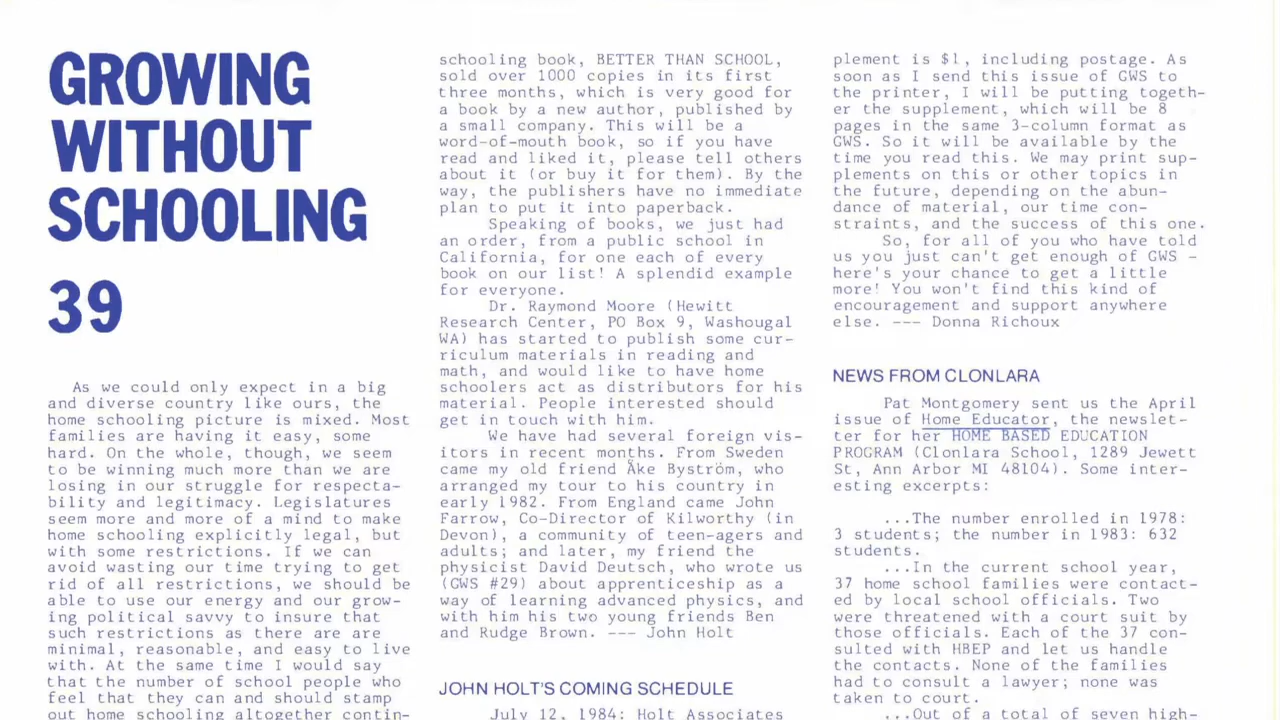 GROWING
WITHOUT
SCHOOLING
39
As we could only expect in a big
and diverse country like ours, the
home schooling picture is mixed. Most
families are having it easy, some
hard. On the whole, though, we seem
to be winning much more than we are
losing in our struggle for respecta-
bility and legitimacy. Legislatures
seem more and more of a mind to make
home schooling explicitly legal, but
with some restrictions. If we can
avoid wasting our time trying to get
rid of all restrictions, we should be
able to use our energy and our grow-
ing political savvy to insure that
such restrictions as there are are
minimal, reasonable, and easy to live
with. At the same time I would say
that the number of school people who
feel that they can and should stamp
out home schooling altogether contin-
schooling book, BETTER THAN SCHOOL,
sold over 1000 copies in its first
three months, which is very good for
a book by a new author, published by
a small company. This will be a
word-of-mouth book, so if you have
read and liked it, please tell others
about it (or buy it for them). By the
way, the publishers have no immediate
plan to put it into paperback.
Speaking of books, we just had
an order, from a public school in
California, for one each of every
book on our list! A splendid example
for everyone.
Dr. Raymond Moore (Hewitt
Research Center, PO Box 9, Washougal
WA) has started to publish some cur-
riculum materials in reading and
math, and would like to have home
schoolers act as distributors for his
material. People interested should
get in touch with him.
We have had several foreign vis-
itors in recent months. From Sweden
came my old friend Åke Byström, who
arranged my tour to his country in
early 1982. From England came John
Farrow, Co-Director of Kilworthy (in
Devon), a community of teen-agers and
adults; and later, my friend the
physicist David Deutsch, who wrote us
(GWS #29) about apprenticeship as a
way of learning advanced physics, and
with him his two young friends Ben
and Rudge Brown. --- John Holt
JOHN HOLT'S COMING SCHEDULE
July 12, 1984: Holt Associates
plement is $1, including postage. As
soon as I send this issue of GWS to
the printer, I will be putting togeth-
er the supplement, which will be 8
pages in the same 3-column format as
GWS. So it will be available by the
time you read this. We may print sup-
plements on this or other topics in
the future, depending on the abun-
dance of material, our time con-
straints, and the success of this one.
So, for all of you who have told
us you just can't get enough of GWS -
here's your chance to get a little
more! You won't find this kind of
encouragement and support anywhere
else. --- Donna Richoux
NEWS FROM CLONLARA
Pat Montgomery sent us the April
issue of Home Educator, the newslet-
ter for her HOME BASED EDUCATION
PROGRAM (Clonlara School, 1289 Jewett
St, Ann Arbor MI 48104). Some inter-
esting excerpts:
...The number enrolled in 1978:
3 students; the number in 1983: 632
students.
...In the current school year,
37 home school families were contact-
ed by local school officials. Two
were threatened with a court suit by
those officials. Each of the 37 con-
sulted with HBEP and let us handle
the contacts. None of the families
had to consult a lawyer; none was
taken to court.
...Out of a total of seven high-